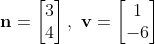 n = [3 4], v = [1 -6]